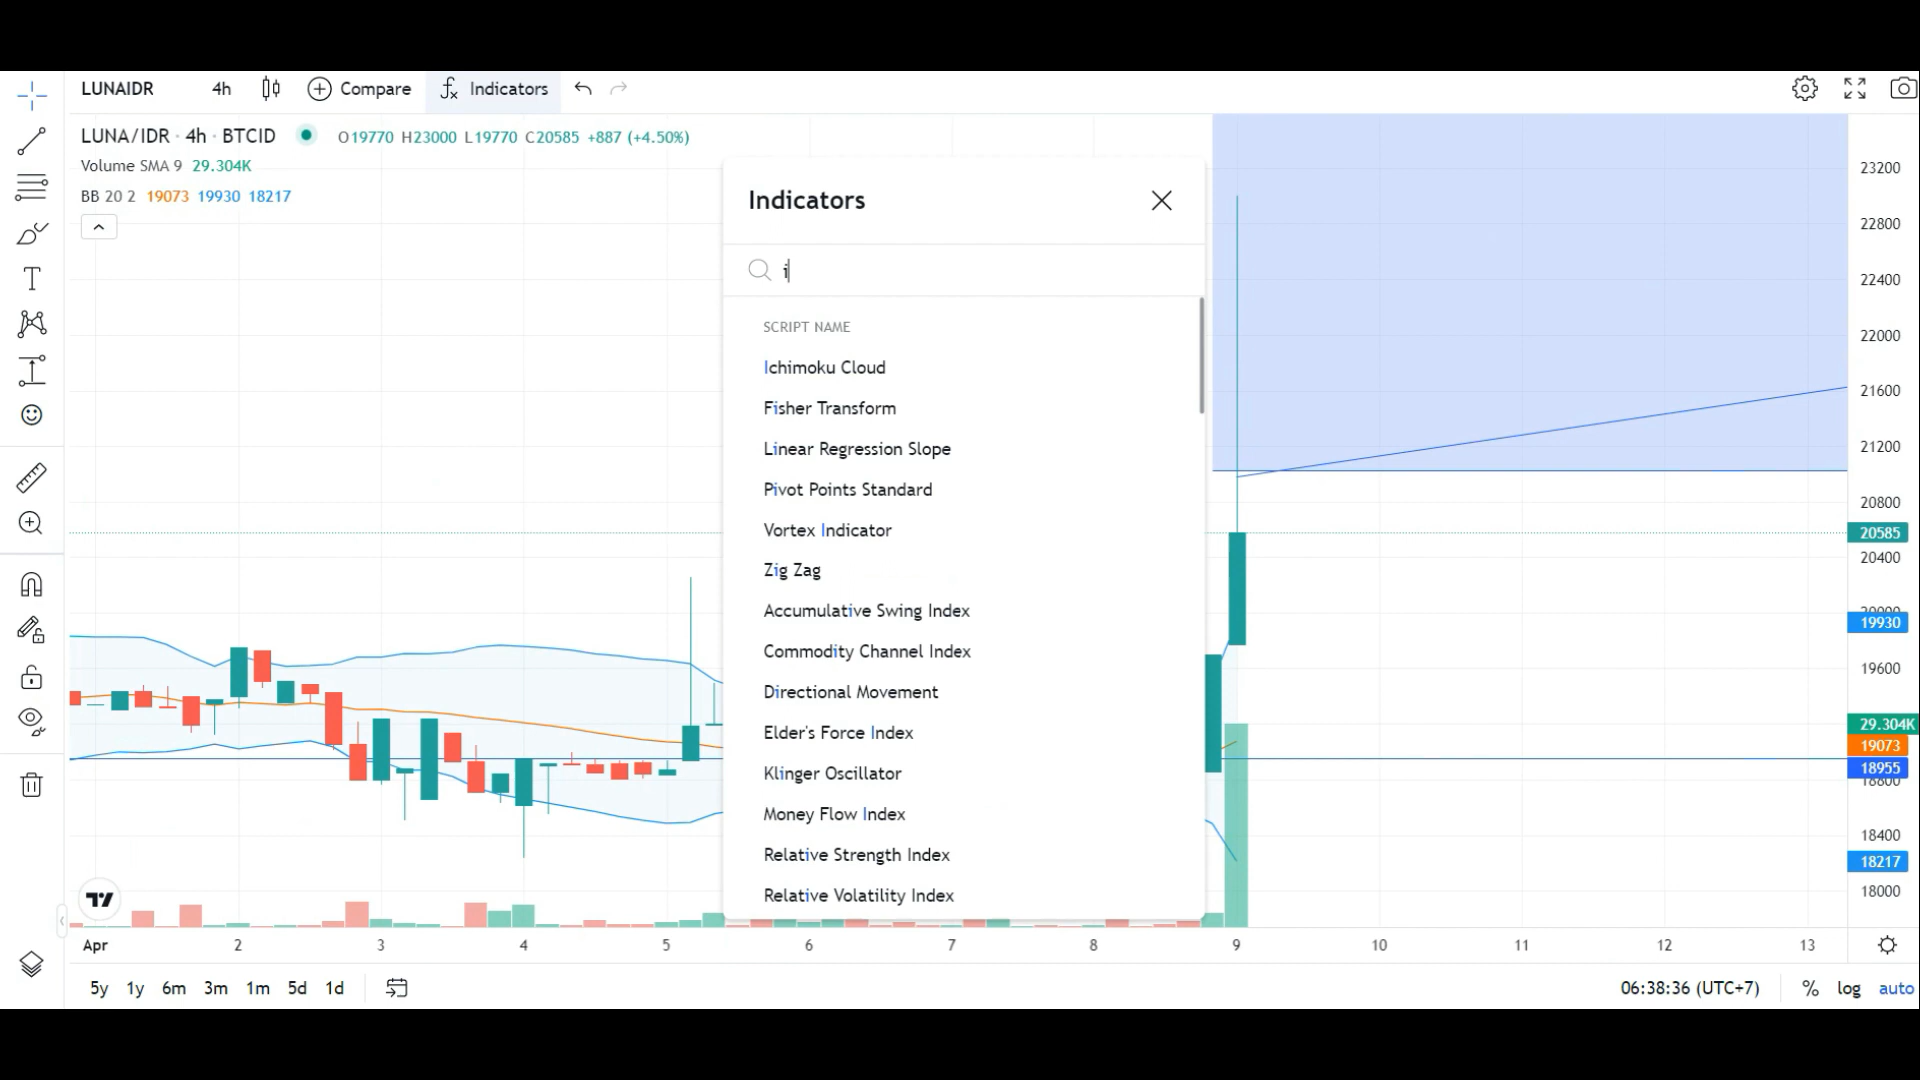 LUNAIDR 4h Compare Indicators
LUNA/IDR · 4h · BTCID O19770 H23000 L19770 C20585 +887 (+4.50%)
Volume SMA 9 29.304K
BB 20 2 19073 19930 18217
Indicators
i
SCRIPT NAME
Ichimoku Cloud
Fisher Transform
Linear Regression Slope
Pivot Points Standard
Vortex Indicator
Zig Zag
Accumulative Swing Index
Commodity Channel Index
Directional Movement
Elder's Force Index
Klinger Oscillator
Money Flow Index
Relative Strength Index
Relative Volatility Index
23200
22800
22400
22000
21600
21200
20800
20585
20400
20000
19930
19600
29.304K
19073
18955
18800
18400
18217
18000
Apr 2 3 4 5 6 7 8 9 10 11 12 13
5y 1y 6m 3m 1m 5d 1d 06:38:36 (UTC+7) % log auto